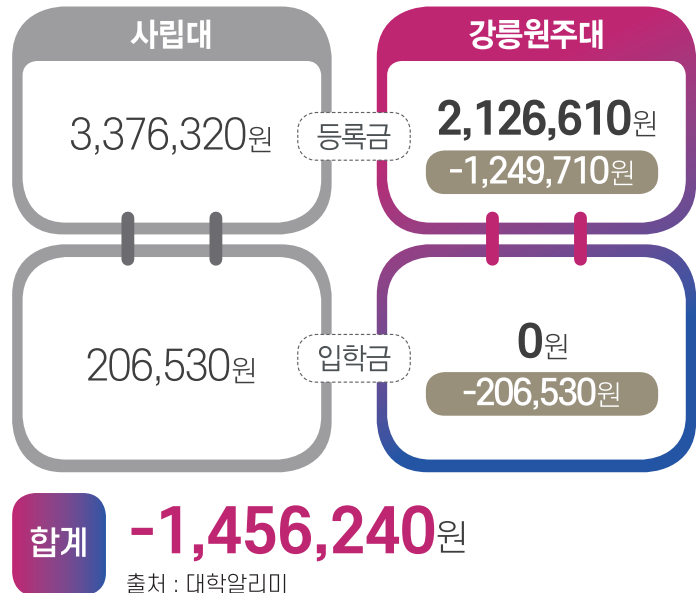 사립대
강릉원주대
3,376,320원
등록금
2,126,610원
-1,249,710원
206,530원
입학금
0원
-206,530원
합계
-1,456,240원
출처 : 대학알리미